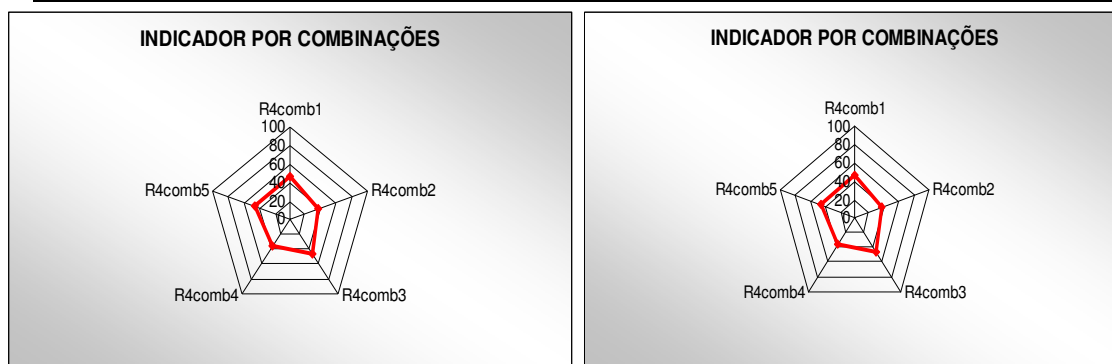 INDICADOR POR COMBINAÇÕES
R4comb1
100
80
60
40
20
0
R4comb2
R4comb5
R4comb4
R4comb3
INDICADOR POR COMBINAÇÕES
R4comb1
100
80
60
40
20
0
R4comb2
R4comb5
R4comb4
R4comb3